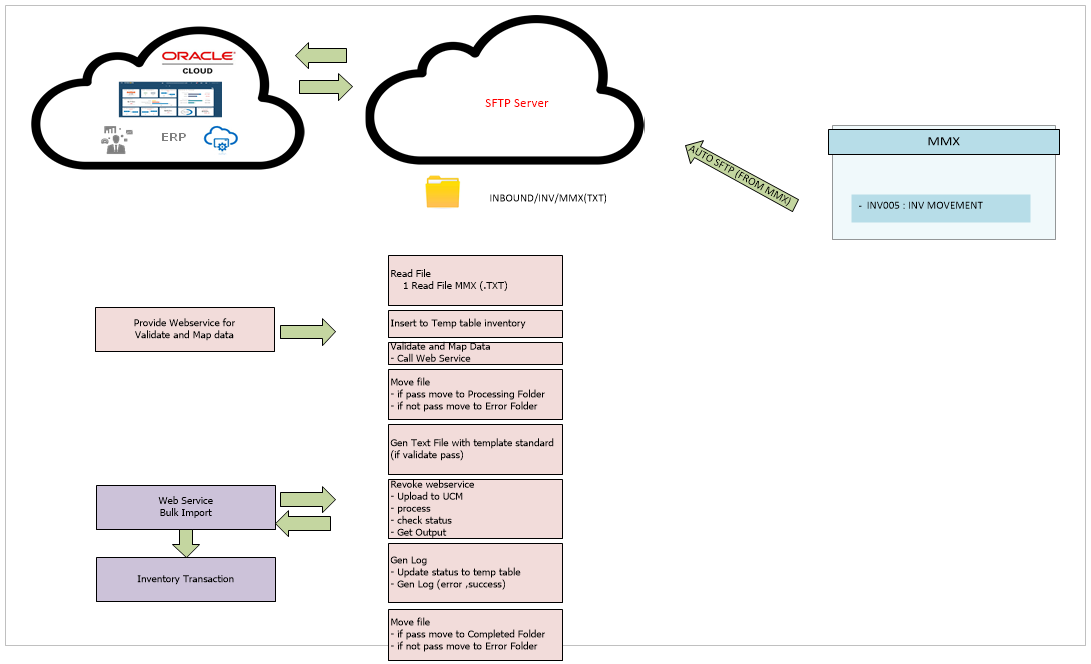 ORACLE
CLOUD
ERP
SFTP Server
INBOUND/INV/MMX(TXT)
AUTO SFTP (FROM MMX)
MMX
- INV005 : INV MOVEMENT
Provide Webservice for
Validate and Map data
Read File
1 Read File MMX (.TXT)
Insert to Temp table inventory
Validate and Map Data
- Call Web Service
Move file
- if pass move to Processing Folder
- if not pass move to Error Folder
Gen Text File with template standard
(if validate pass)
Web Service
Bulk Import
Inventory Transaction
Revoke webservice
- Upload to UCM
- process
- check status
- Get Output
Gen Log
- Update status to temp table
- Gen Log (error ,success)
Move file
- if pass move to Completed Folder
- if not pass move to Error Folder